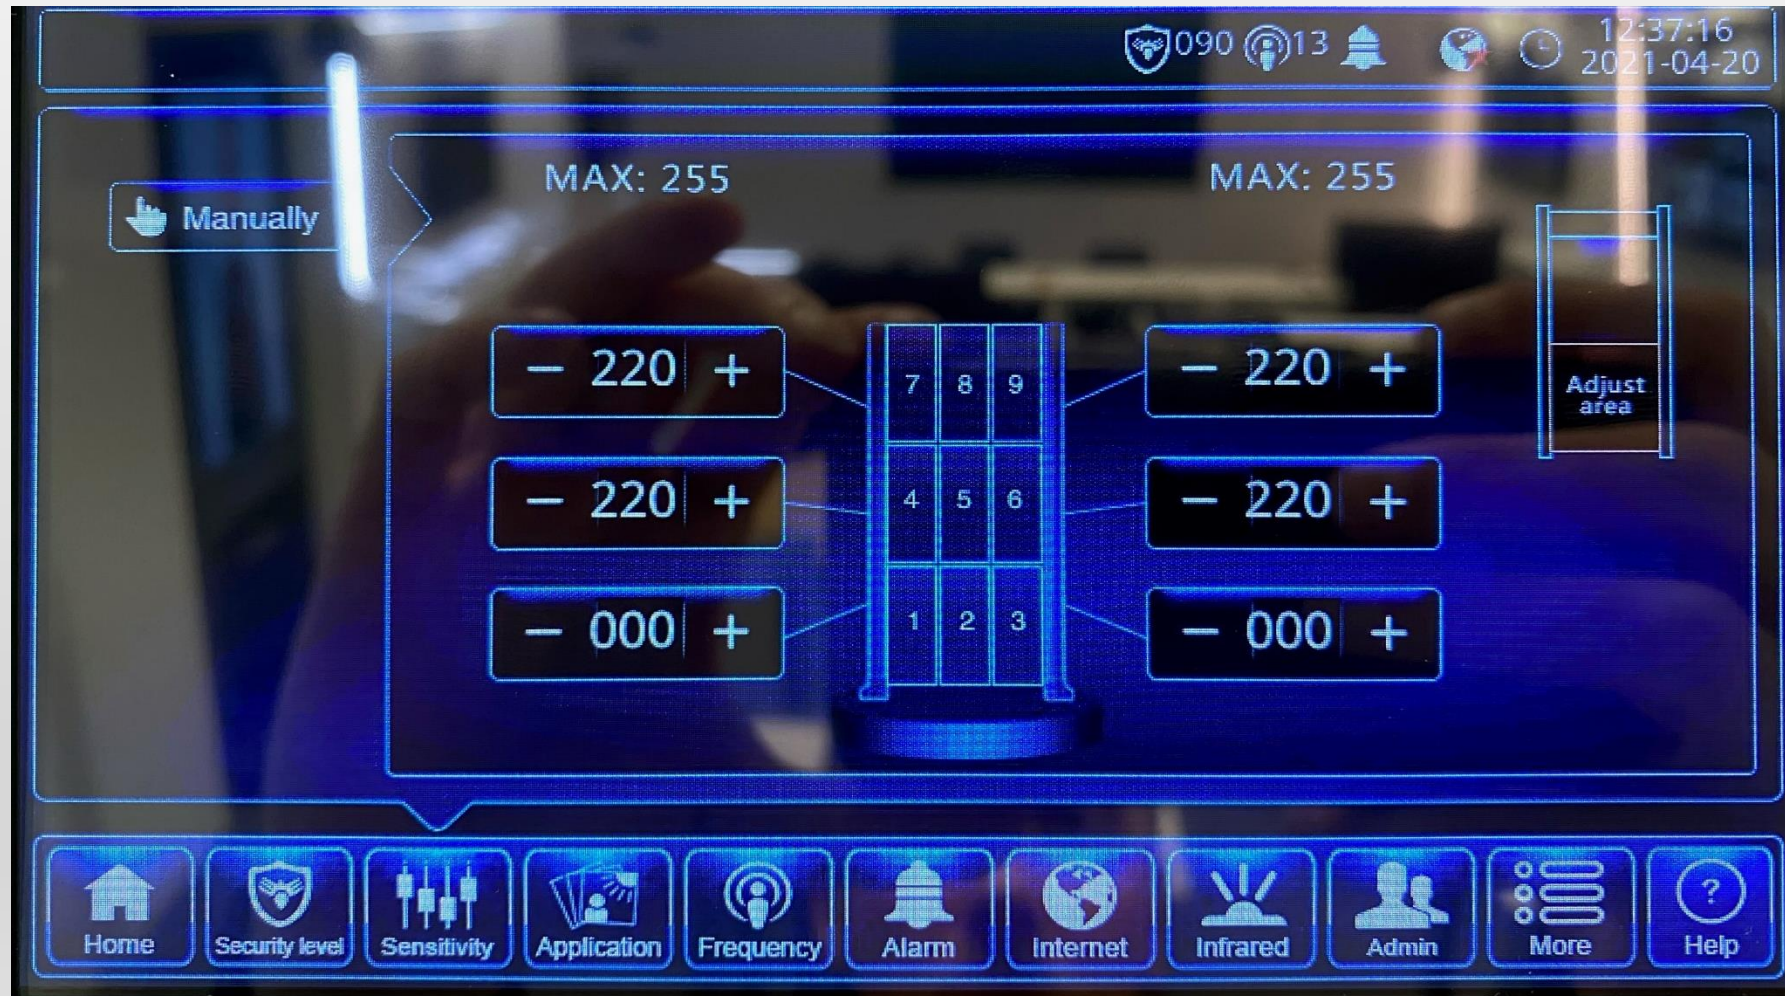 090 13 12:37:16
2021-04-20
MAX: 255 MAX: 255
Manually
Adjust
area
− 220 + 7 8 9 − 220 +
− 220 + 4 5 6 − 220 +
− 000 + 1 2 3 − 000 +
Home Security level Sensitivity Application Frequency Alarm Internet Infrared Admin More ? Help